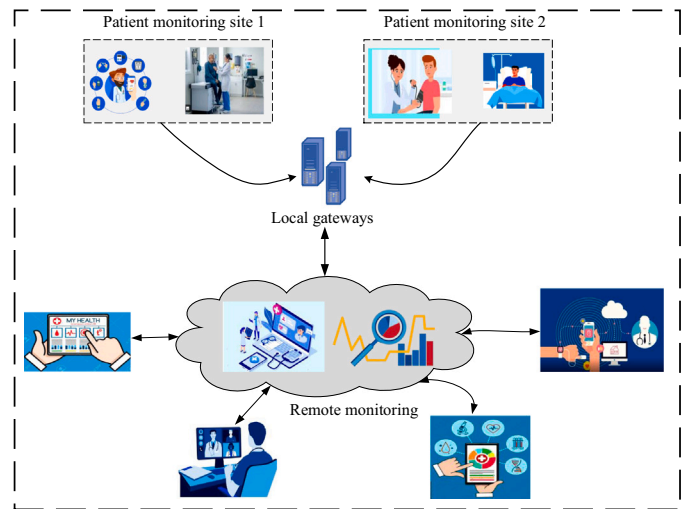 Patient monitoring site 1
Patient monitoring site 2
Local gateways
MY HEALTH
Remote monitoring